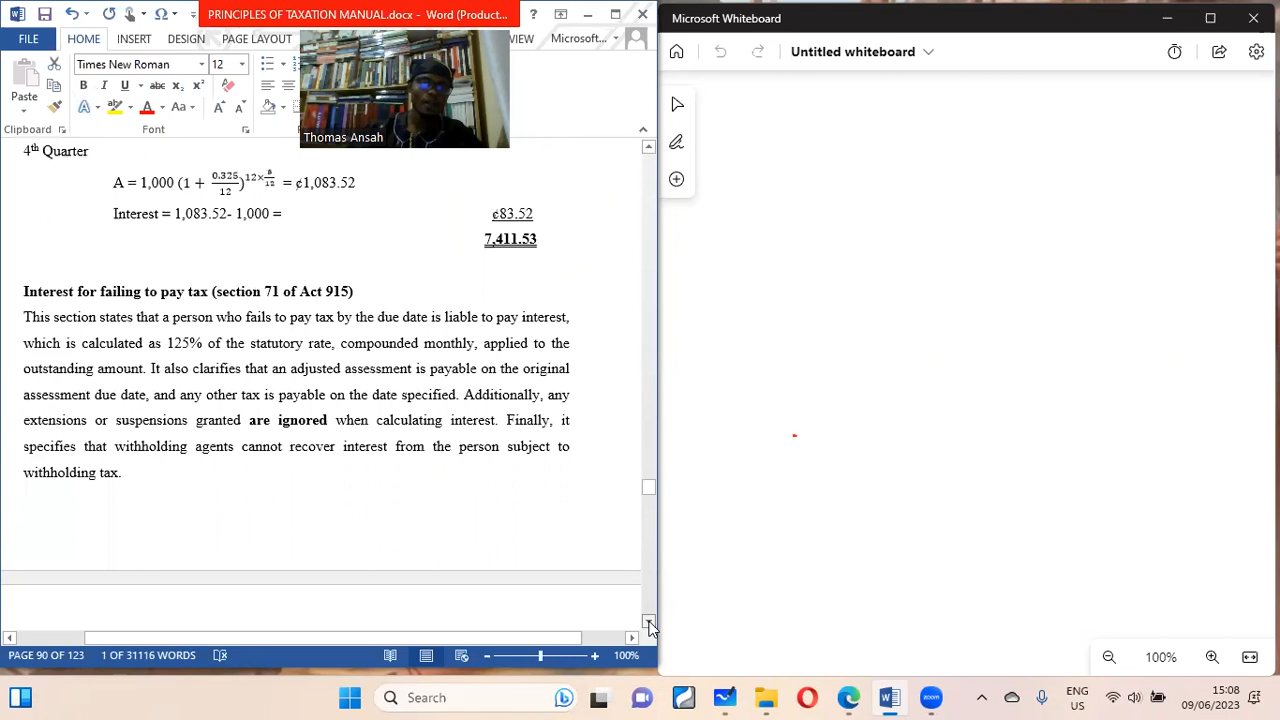 PRINCIPLES OF TAXATION MANUAL.docx - Word (Product...
?
Microsoft Whiteboard
FILE
HOME
INSERT
DESIGN
PAGE LAYOUT
VIEW
Microsoft...
Untitled whiteboard
Times New Roman
12
Paste
B I U abc X₂ X²
A A Aa A A
Clipboard
Font
Thomas Ansah
4th Quarter
A = 1,000 (1 + 0.325/12)^12×8/12 = ¢1,083.52
Interest = 1,083.52- 1,000 =
¢83.52
7,411.53
Interest for failing to pay tax (section 71 of Act 915)
This section states that a person who fails to pay tax by the due date is liable to pay interest,
which is calculated as 125% of the statutory rate, compounded monthly, applied to the
outstanding amount. It also clarifies that an adjusted assessment is payable on the original
assessment due date, and any other tax is payable on the date specified. Additionally, any
extensions or suspensions granted are ignored when calculating interest. Finally, it
specifies that withholding agents cannot recover interest from the person subject to
withholding tax.
PAGE 90 OF 123
1 OF 31116 WORDS
100%
100%
Search
zoom
ENG
US
15:08
09/06/2023